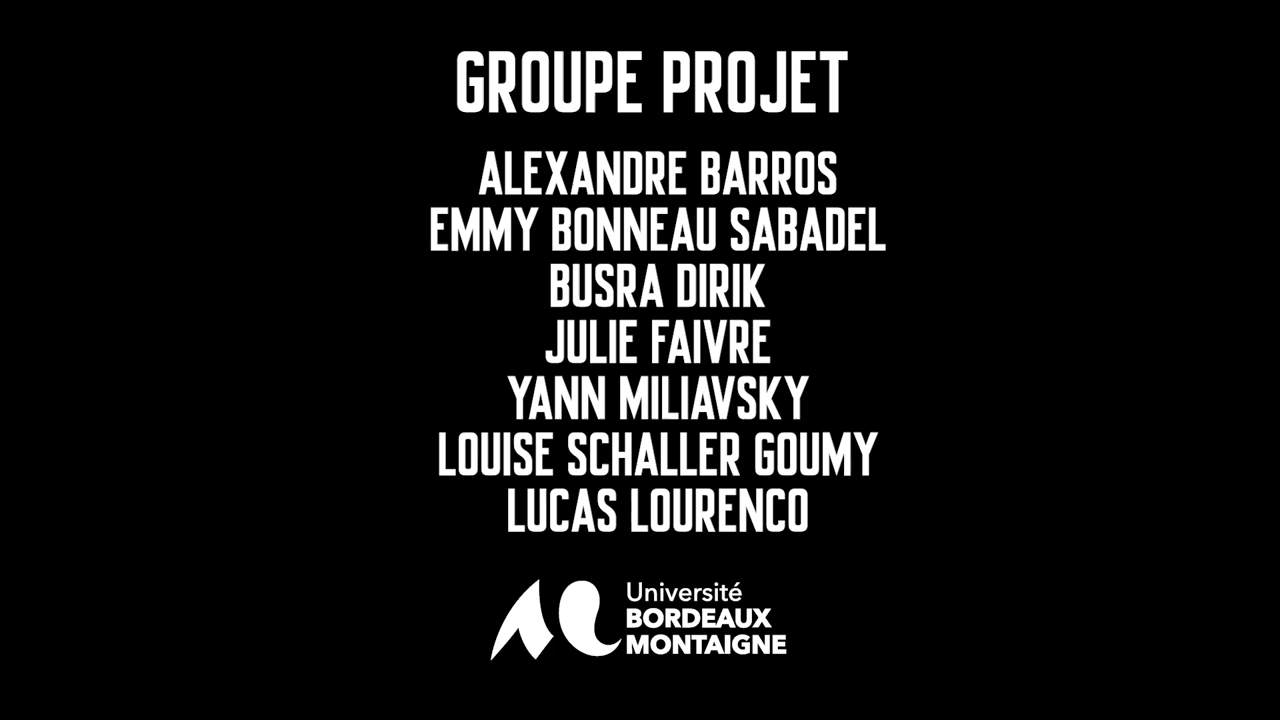 GROUPE PROJET
ALEXANDRE BARROS
EMMY BONNEAU SABADEL
BUSRA DIRIK
JULIE FAIVRE
YANN MILIAVSKY
LOUISE SCHALLER GOUMY
LUCAS LOURENCO
Université
BORDEAUX
MONTAIGNE